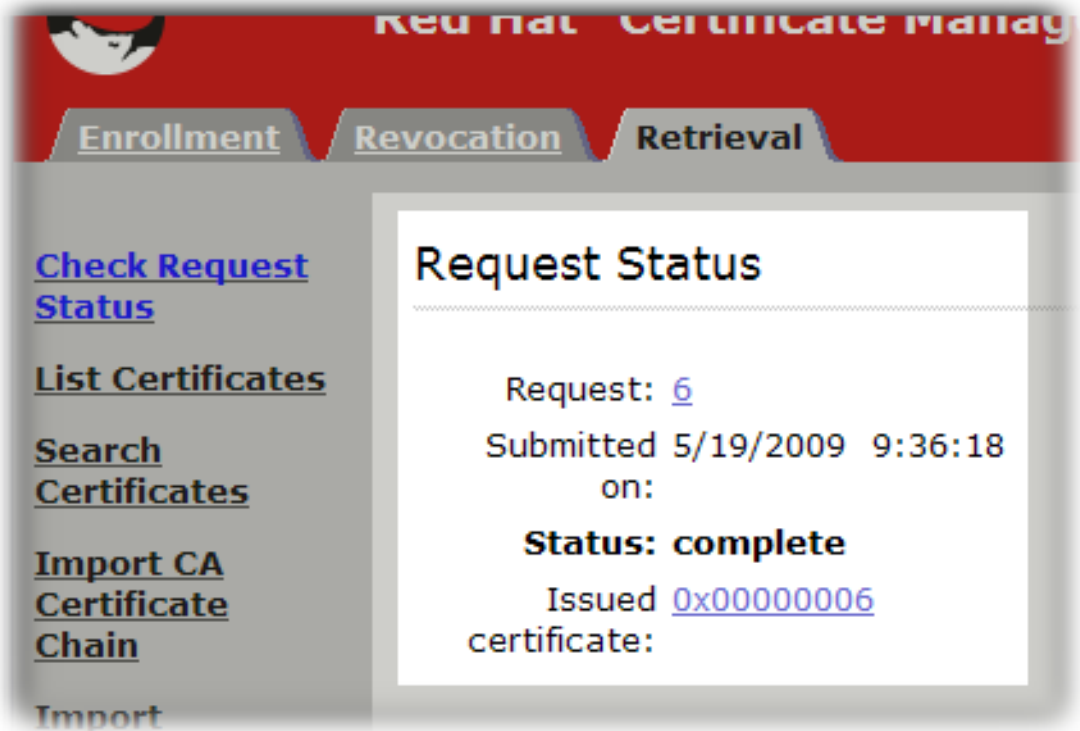 Red Hat Certificate Manag
Enrollment Revocation Retrieval
Check Request
Status
List Certificates
Search
Certificates
Import CA
Certificate
Chain
Import
Request Status
Request: 6
Submitted 5/19/2009 9:36:18
on:
Status: complete
Issued 0x00000006
certificate: